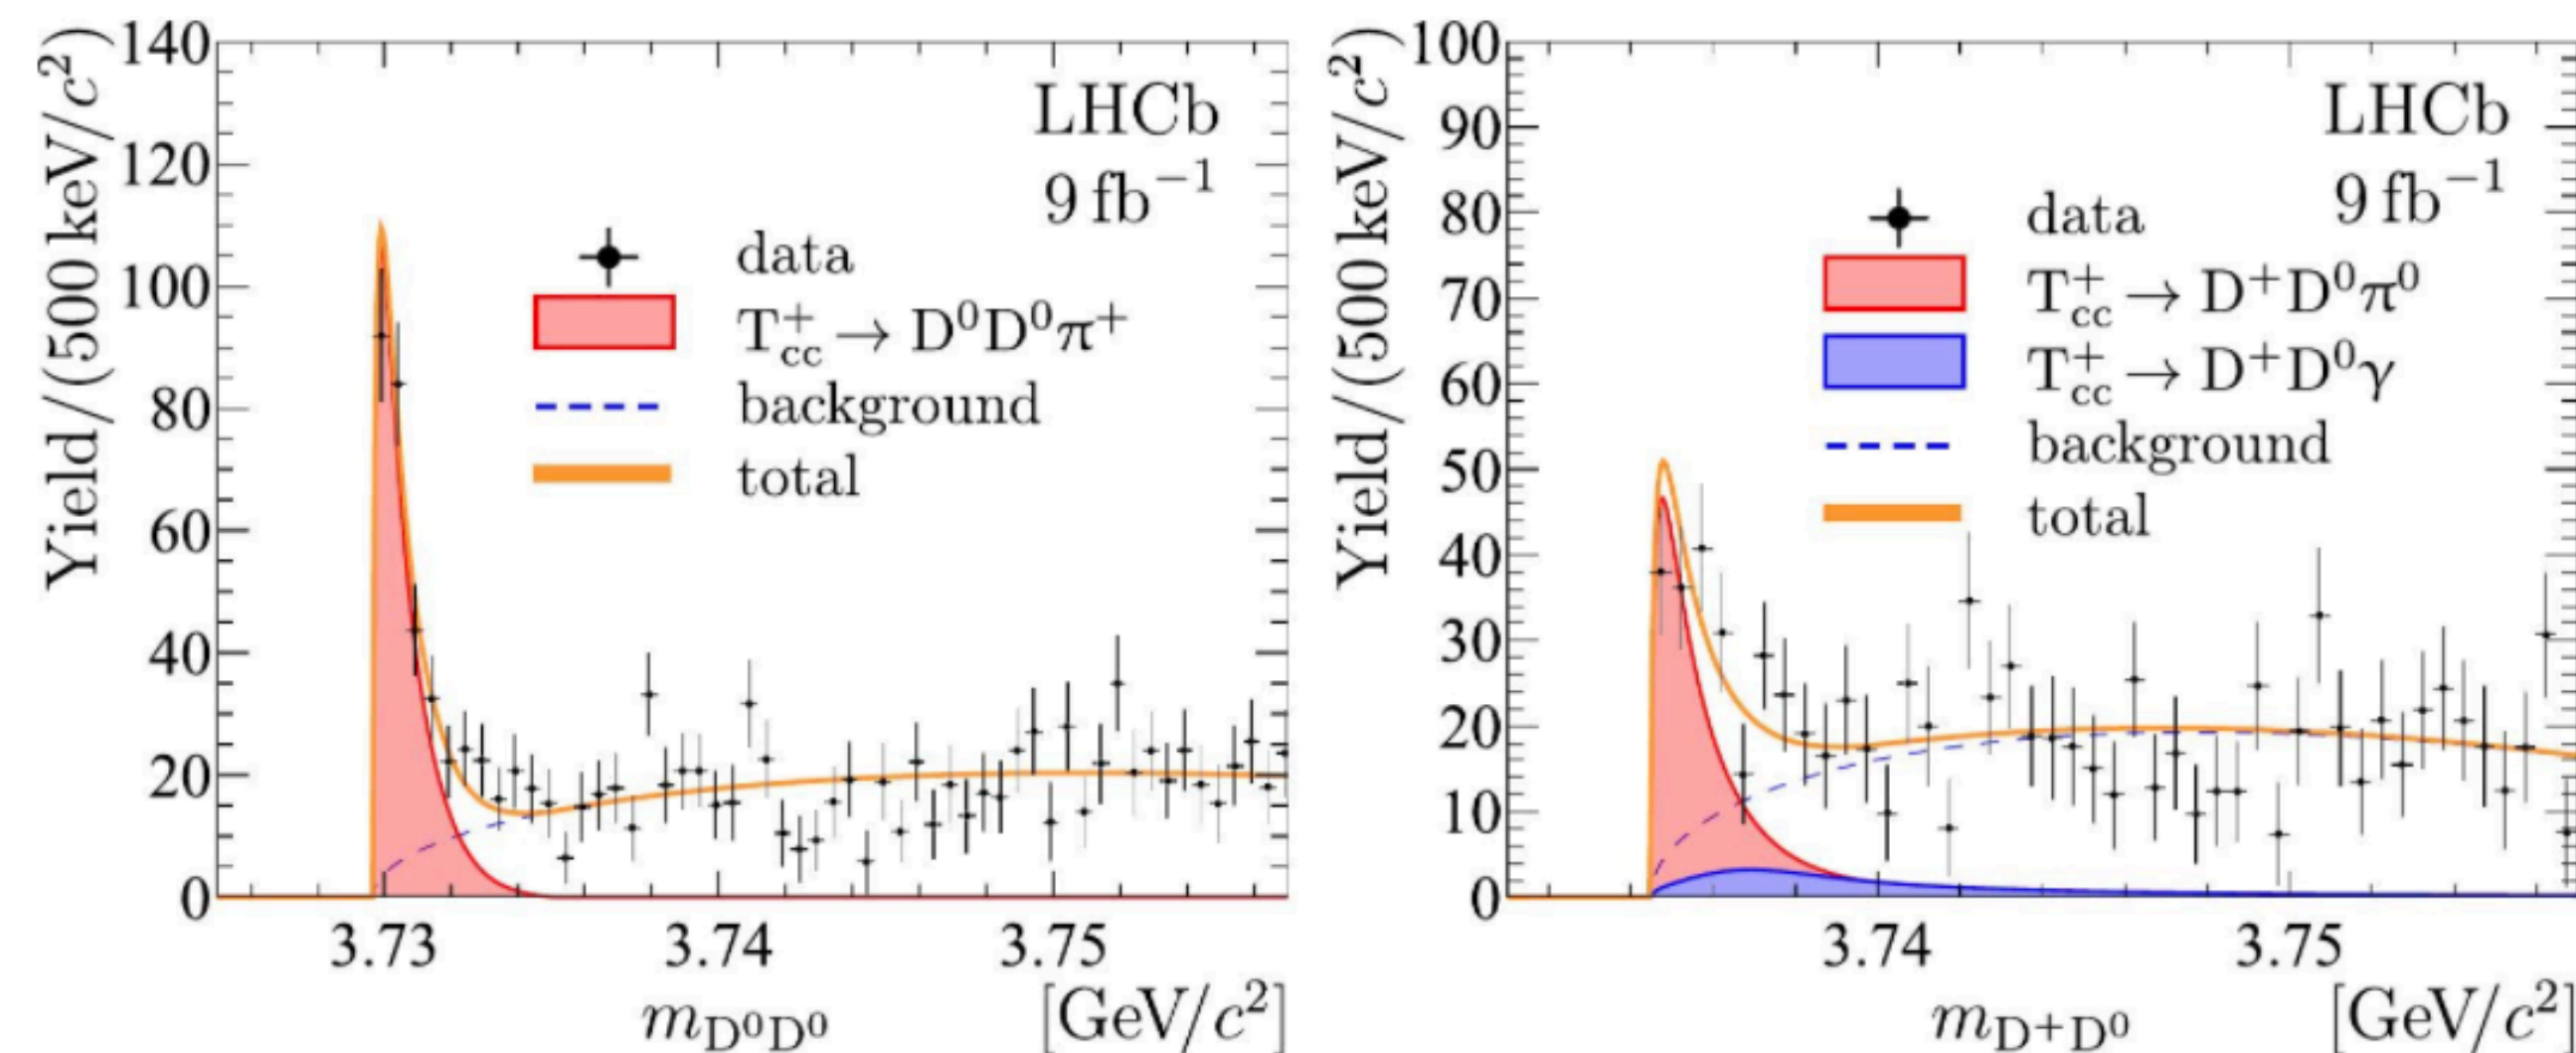 Yield/(500 keV/c²)
140
120
100
80
60
40
20
0
LHCb
9 fb⁻¹
data
T⁺cc → D⁰D⁰π⁺
background
total
3.73 3.74 3.75
m_D⁰D⁰ [GeV/c²]
Yield/(500 keV/c²)
100
90
80
70
60
50
40
30
20
10
0
LHCb
9 fb⁻¹
data
T⁺cc → D⁺D⁰π⁰
T⁺cc → D⁺D⁰γ
background
total
3.74 3.75
m_D⁺D⁰ [GeV/c²]